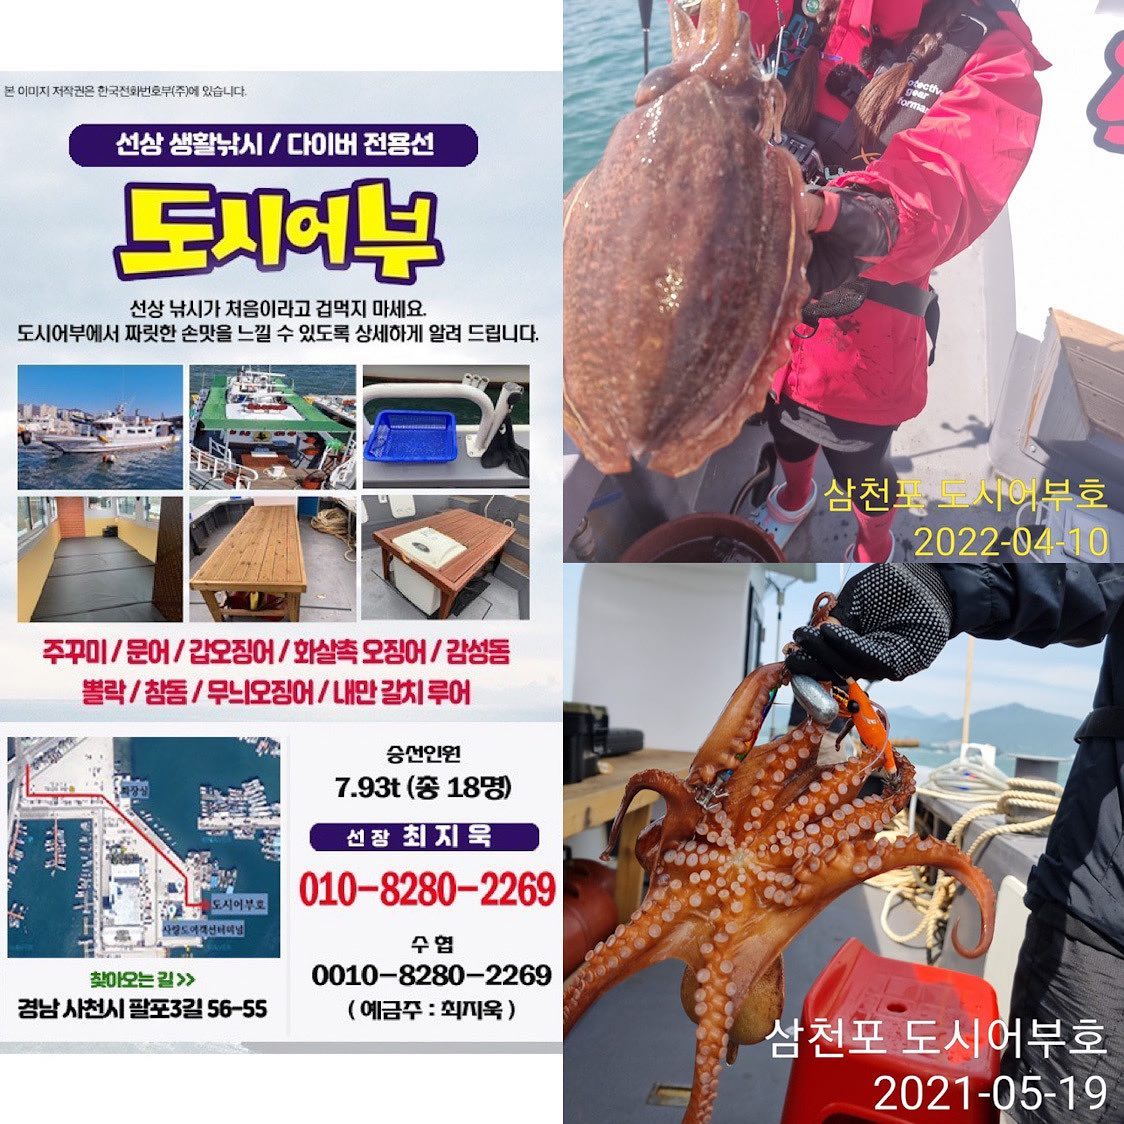 본 이미지 저작권은 한국전화번호부(주)에 있습니다.
선상 생활낚시 / 다이버 전용선
도시어부
선상 낚시가 처음이라고 겁먹지 마세요.
도시어부에서 짜릿한 손맛을 느낄 수 있도록 상세하게 알려 드립니다.
주꾸미 / 문어 / 갑오징어 / 화살촉 오징어 / 감성돔
뽈락 / 참돔 / 무늬오징어 / 내만 갈치 루어
화장실
도시어부호
사량도여객선터미널
찾아오는 길 >>
경남 사천시 팔포3길 56-55
승선인원
7.93t (총 18명)
선장 최지욱
010-8280-2269
수협
0010-8280-2269
( 예금주 : 최지욱 )
protective
gear
forman
삼천포 도시어부호
2022-04-10
삼천포 도시어부호
2021-05-19